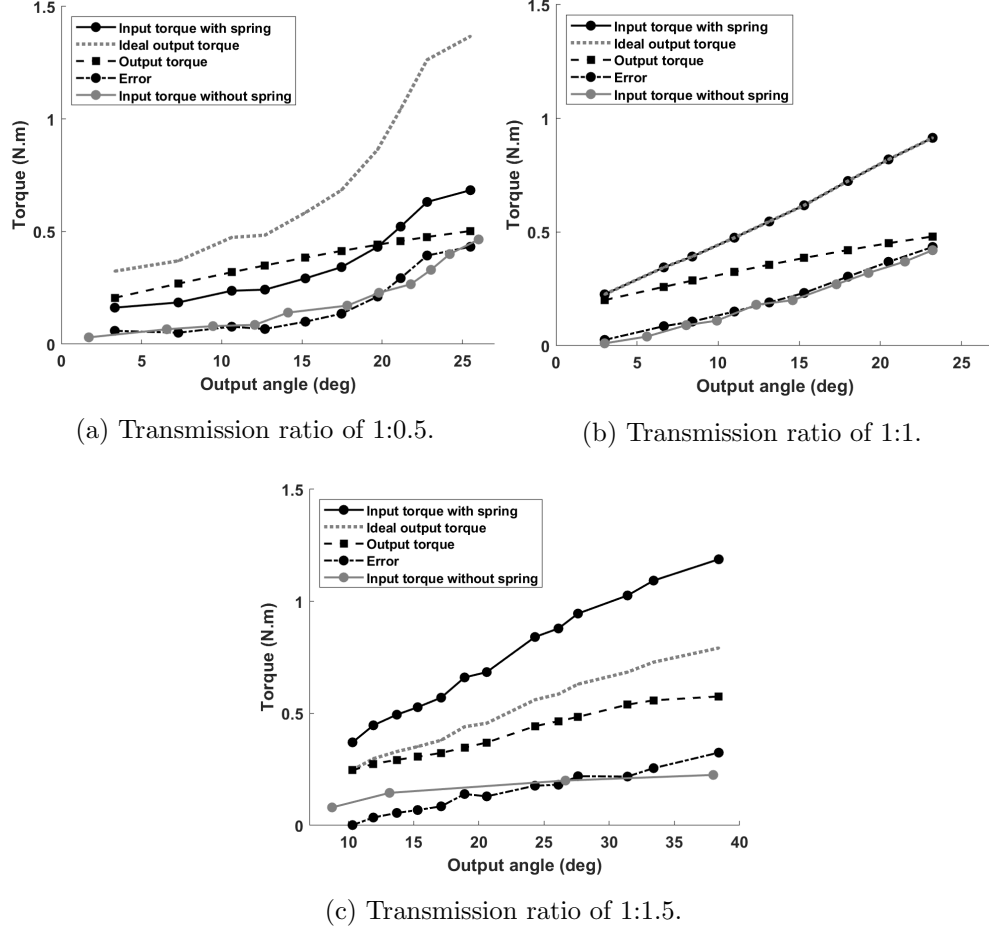 1.5
1
0.5
0
Torque (N.m)
Input torque with spring
Ideal output torque
Output torque
Error
Input torque without spring
0 5 10 15 20 25
Output angle (deg)
(a) Transmission ratio of 1:0.5.
1.5
1
0.5
0
Torque (N.m)
Input torque with spring
Ideal output torque
Output torque
Error
Input torque without spring
0 5 10 15 20 25
Output angle (deg)
(b) Transmission ratio of 1:1.
1.5
1
0.5
0
Torque (N.m)
Input torque with spring
Ideal output torque
Output torque
Error
Input torque without spring
10 15 20 25 30 35 40
Output angle (deg)
(c) Transmission ratio of 1:1.5.